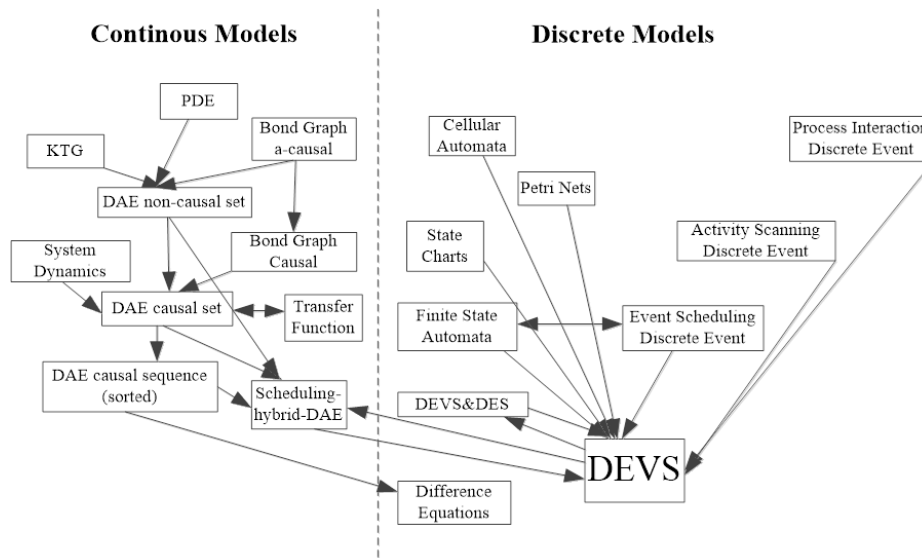 Continous Models
Discrete Models
PDE
KTG
Bond Graph
a-causal
DAE non-causal set
System
Dynamics
Bond Graph
Causal
DAE causal set
Transfer
Function
DAE causal sequence
(sorted)
Scheduling-
hybrid-DAE
Cellular
Automata
Process Interaction
Discrete Event
Petri Nets
State
Charts
Activity Scanning
Discrete Event
Finite State
Automata
Event Scheduling
Discrete Event
DEVS&DES
DEVS
Difference
Equations